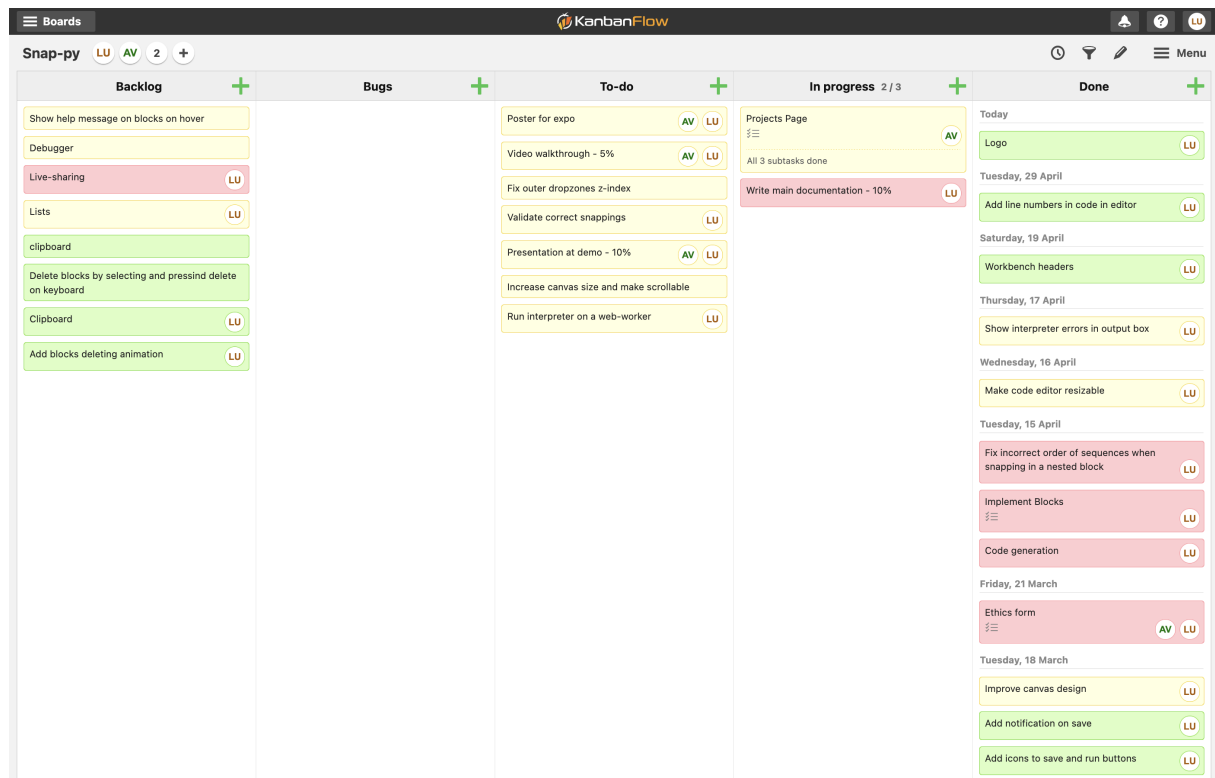 Boards
KanbanFlow
LU
Snap-py
LU
AV
2
Menu
Backlog
Show help message on blocks on hover
Debugger
Live-sharing
LU
Lists
LU
clipboard
Delete blocks by selecting and pressind delete
on keyboard
Clipboard
LU
Add blocks deleting animation
LU
Bugs
To-do
Poster for expo
AV
LU
Video walkthrough - 5%
AV
LU
Fix outer dropzones z-index
Validate correct snappings
LU
Presentation at demo - 10%
AV
LU
Increase canvas size and make scrollable
Run interpreter on a web-worker
LU
In progress 2 / 3
Projects Page
AV
All 3 subtasks done
Write main documentation - 10%
LU
Done
Today
Logo
LU
Tuesday, 29 April
Add line numbers in code in editor
LU
Saturday, 19 April
Workbench headers
LU
Thursday, 17 April
Show interpreter errors in output box
LU
Wednesday, 16 April
Make code editor resizable
LU
Tuesday, 15 April
Fix incorrect order of sequences when
snapping in a nested block
LU
Implement Blocks
LU
Code generation
LU
Friday, 21 March
Ethics form
AV
LU
Tuesday, 18 March
Improve canvas design
LU
Add notification on save
LU
Add icons to save and run buttons
LU